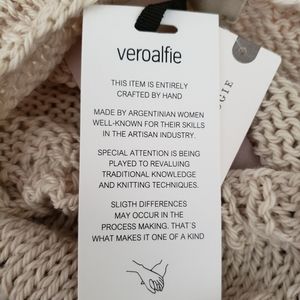 veroalfie
THIS ITEM IS ENTIRELY
CRAFTED BY HAND
MADE BY ARGENTINIAN WOMEN
WELL-KNOWN FOR THEIR SKILLS
IN THE ARTISAN INDUSTRY.
SPECIAL ATTENTION IS BEING
PLAYED TO REVALUING
TRADITIONAL KNOWLEDGE
AND KNITTING TECHNIQUES.
SLIGTH DIFFERENCES
MAY OCCUR IN THE
PROCESS MAKING. THAT'S
WHAT MAKES IT ONE OF A KIND